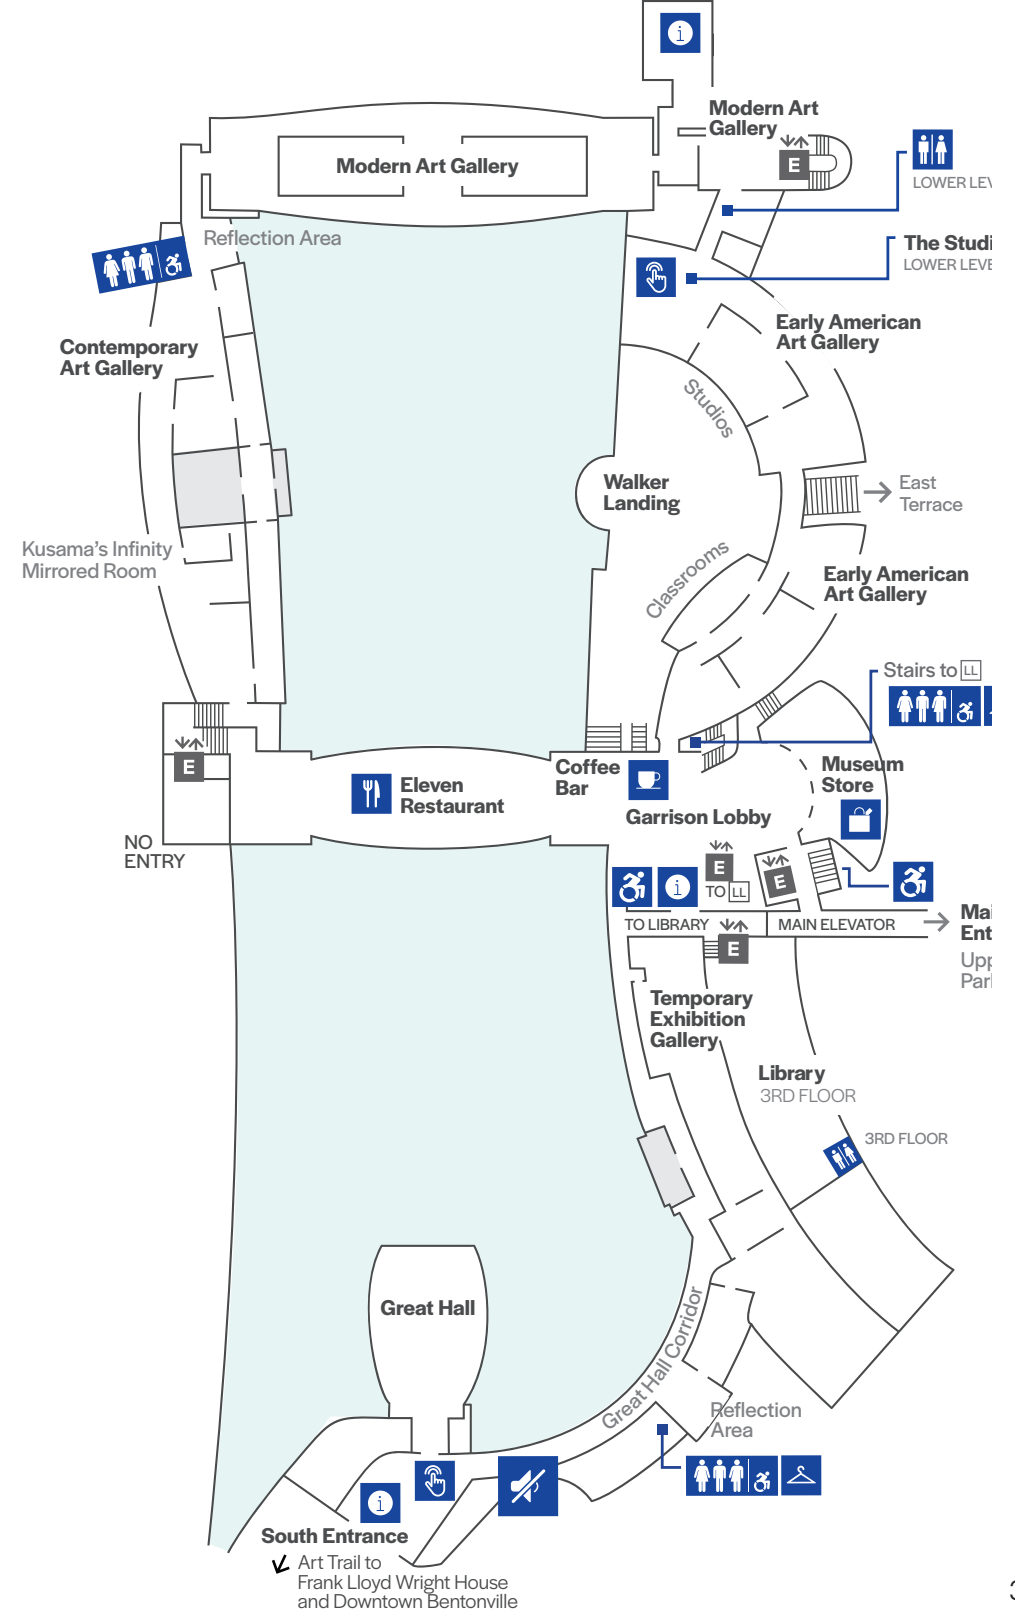 Modern Art
Gallery
E
Modern Art Gallery
LOWER LEV
Reflection Area
The Studi
LOWER LEVE
Early American
Art Gallery
Contemporary
Art Gallery
Studios
Walker
Landing
East
Terrace
Kusama's Infinity
Mirrored Room
Classrooms
Early American
Art Gallery
Stairs to LL
E
Museum
Store
Coffee
Bar
Eleven
Restaurant
Garrison Lobby
NO
ENTRY
E
TO LL
E
TO LIBRARY
MAIN ELEVATOR
E
Mai
Ent
Upp
Parl
Temporary
Exhibition
Gallery
Library
3RD FLOOR
3RD FLOOR
Great Hall
Great Hall Corridor
Reflection
Area
South Entrance
Art Trail to
Frank Lloyd Wright House
and Downtown Bentonville